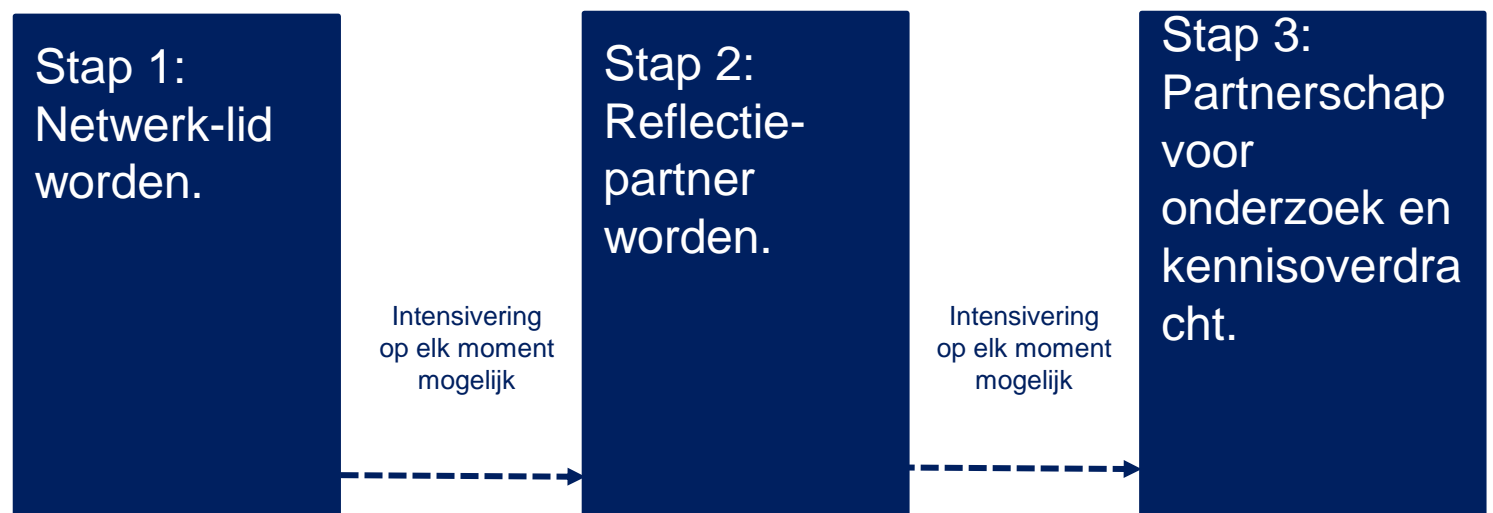 Stap 1:
Netwerk-lid
worden.
Intensivering
op elk moment
mogelijk
Stap 2:
Reflectie-
partner
worden.
Intensivering
op elk moment
mogelijk
Stap 3:
Partnerschap
voor
onderzoek en
kennisoverdra
cht.